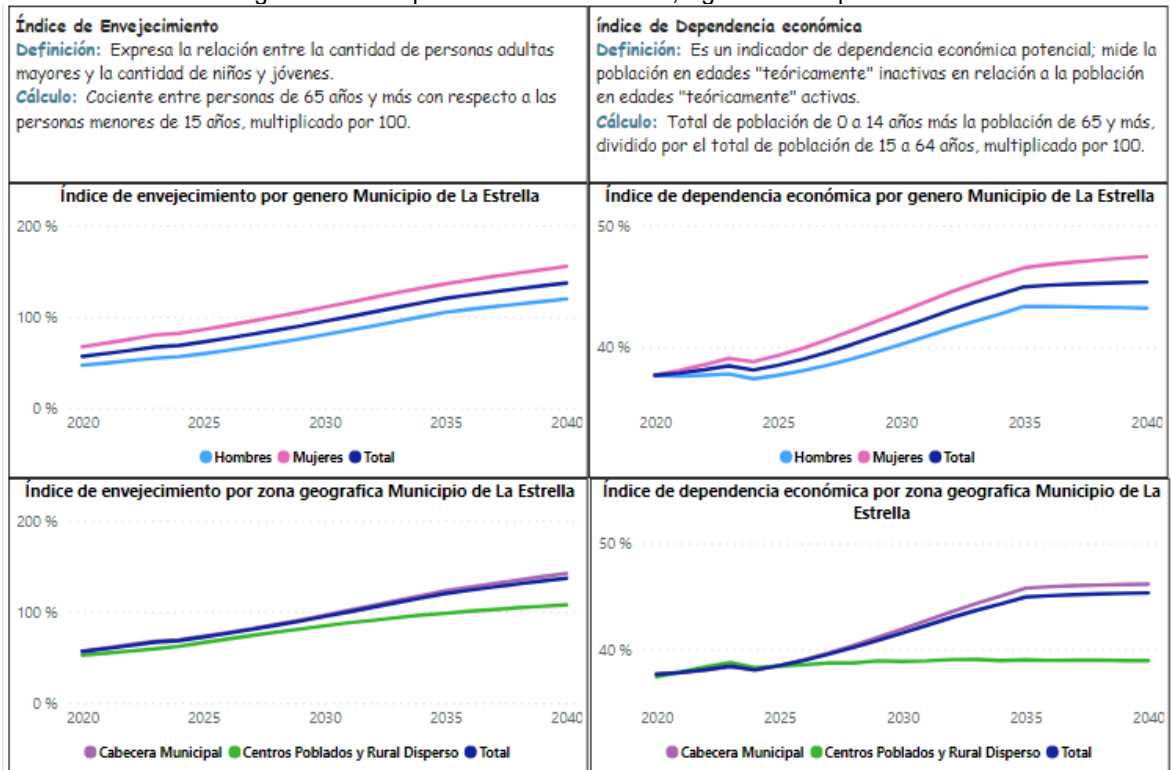 Índice de Envejecimiento
Definición: Expresa la relación entre la cantidad de personas adultas
mayores y la cantidad de niños y jóvenes.
Cálculo: Cociente entre personas de 65 años y más con respecto a las
personas menores de 15 años, multiplicado por 100.
índice de Dependencia económica
Definición: Es un indicador de dependencia económica potencial; mide la
población en edades "teóricamente" inactivas en relación a la población
en edades "teóricamente" activas.
Cálculo: Total de población de 0 a 14 años más la población de 65 y más,
dividido por el total de población de 15 a 64 años, multiplicado por 100.
Índice de envejecimiento por genero Municipio de La Estrella
200 %
100 %
0 %
2020 2025 2030 2035 2040
Hombres Mujeres Total
Índice de dependencia económica por genero Municipio de La Estrella
50 %
40 %
2020 2025 2030 2035 2040
Hombres Mujeres Total
Índice de envejecimiento por zona geografica Municipio de La Estrella
200 %
100 %
0 %
2020 2025 2030 2035 2040
Cabecera Municipal Centros Poblados y Rural Disperso Total
Índice de dependencia económica por zona geografica Municipio de La
Estrella
50 %
40 %
2020 2025 2030 2035 2040
Cabecera Municipal Centros Poblados y Rural Disperso Total